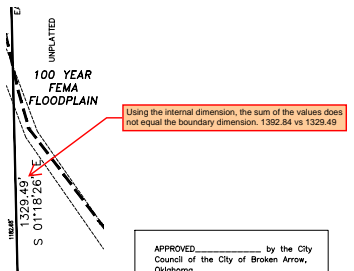 UNPLATTED
100 YEAR
FEMA
FLOODPLAIN
Using the internal dimension, the sum of the values does
not equal the boundary dimension. 1392.84 vs 1329.49
1329.49'
S 01°18'26" E
APPROVED____________ by the City
Council of the City of Broken Arrow,
Oklahoma